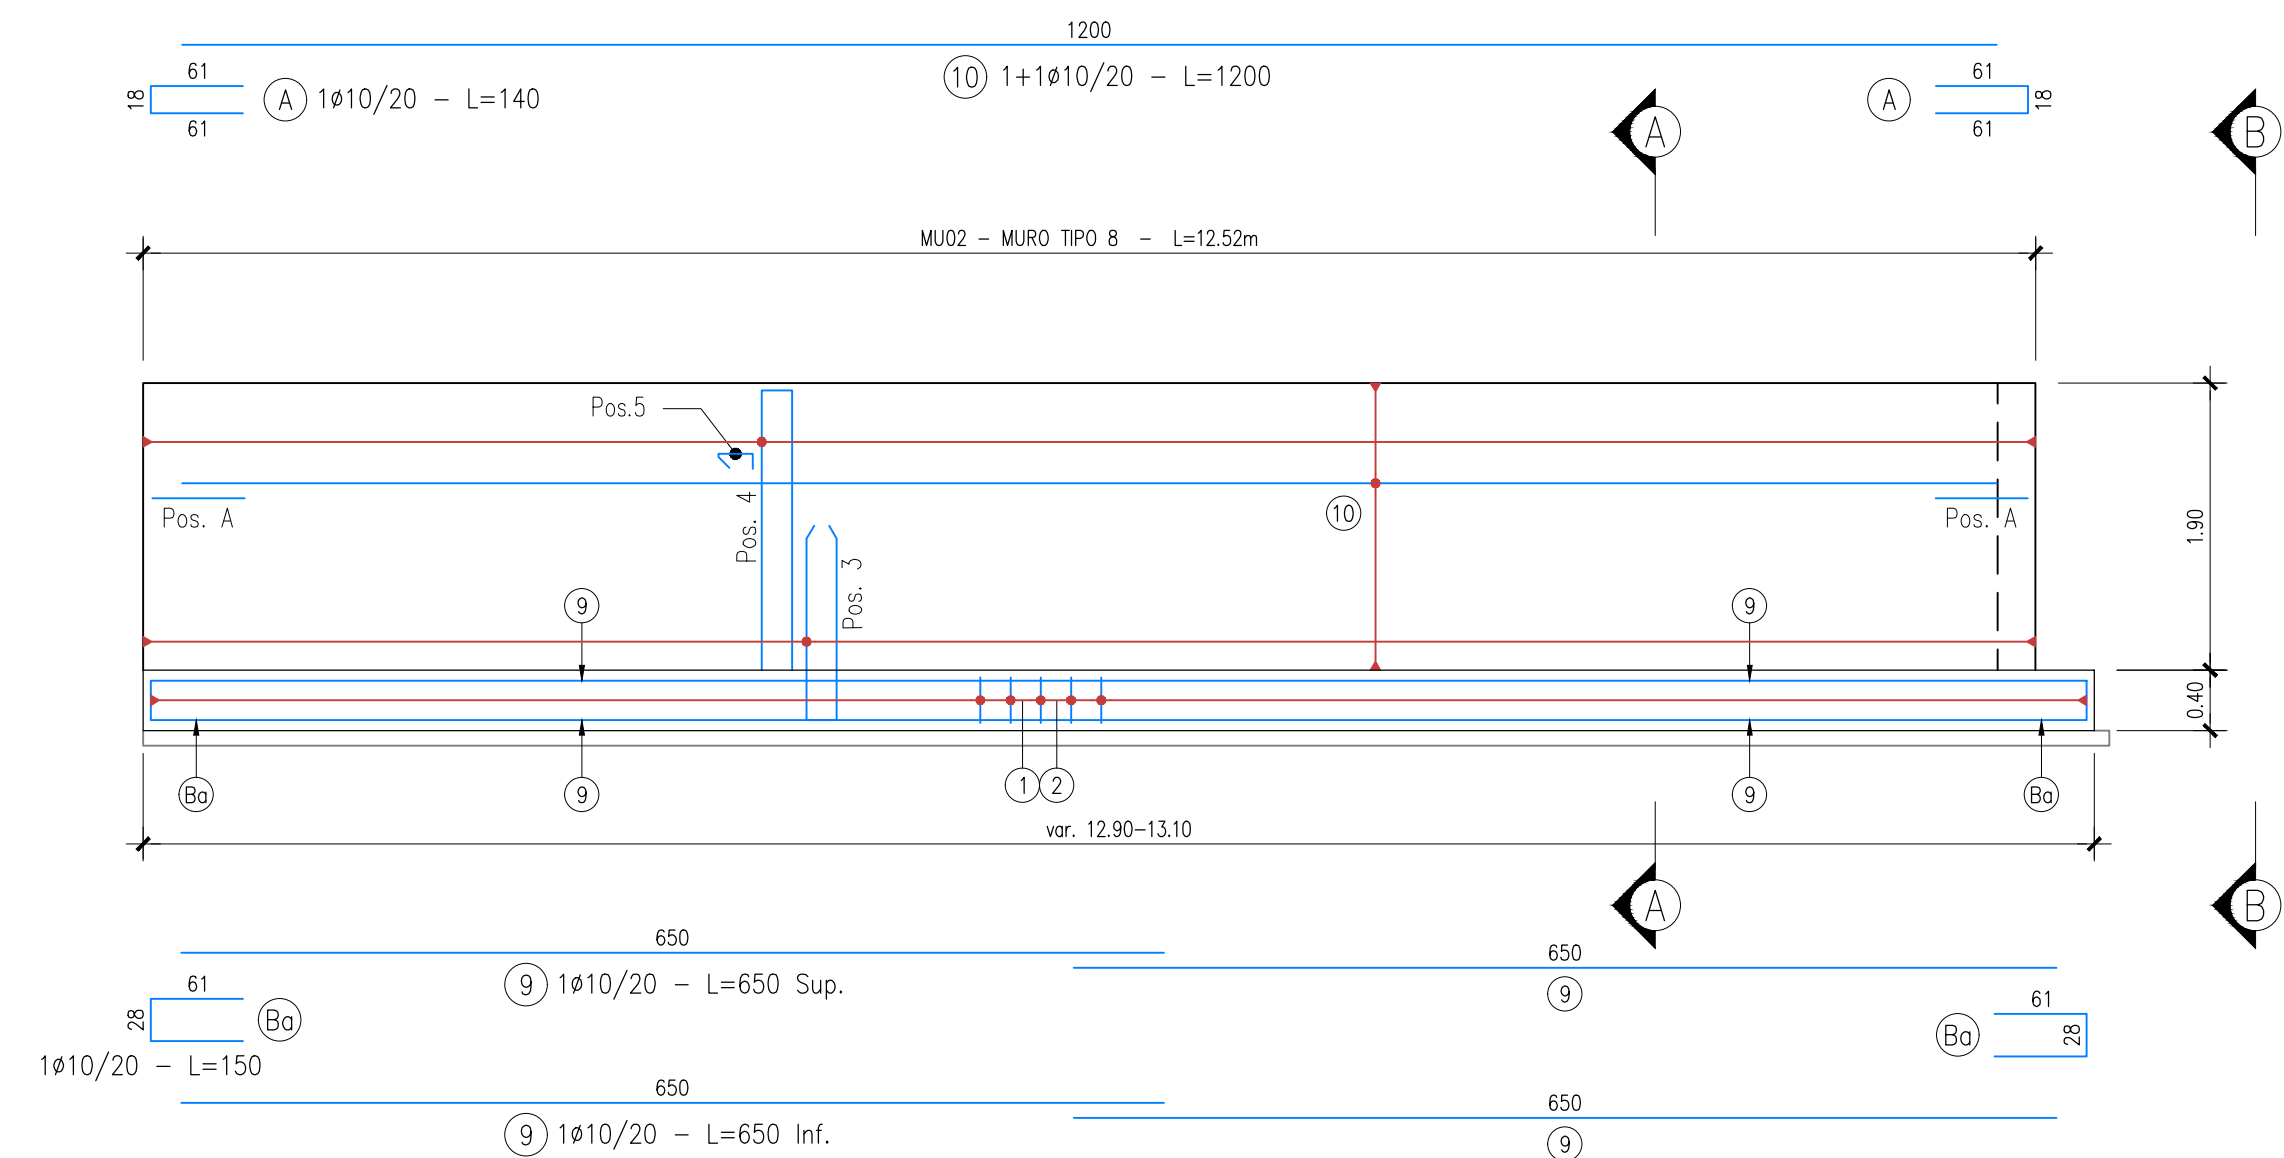 1200
61
18
61
A 1ø10/20 - L=140
10 1+1ø10/20 - L=1200
A
61
18
61
A
B
MU02 - MURO TIPO 8 - L=12.52m
Pos.5
Pos. 4
Pos. 3
Pos. A
10
Pos. A
1.90
9
9
0.40
Ba
9
1
2
9
Ba
var. 12.90-13.10
A
B
650
9 1ø10/20 - L=650 Sup.
650
9
61
28
Ba
1ø10/20 - L=150
61
Ba
28
650
9 1ø10/20 - L=650 Inf.
650
9